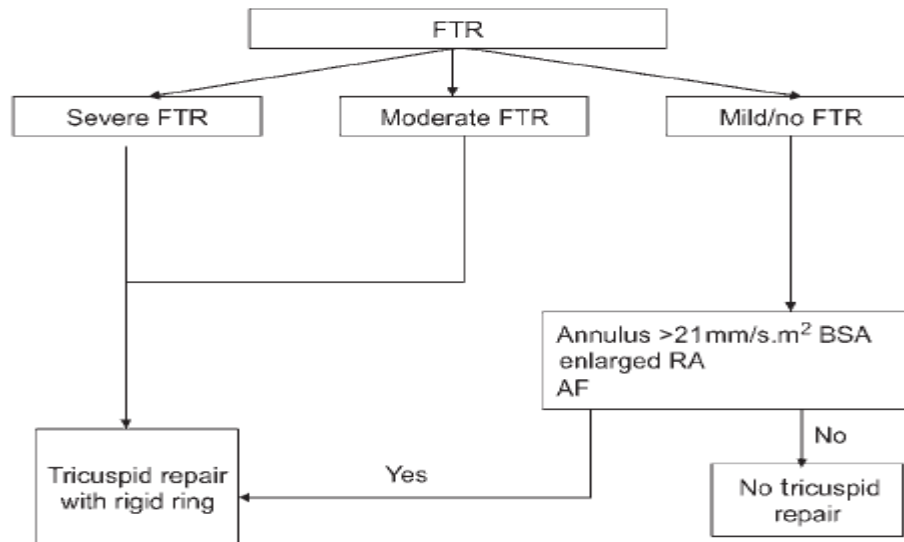 FTR
Severe FTR
Moderate FTR
Mild/no FTR
Annulus >21mm/s.m² BSA
enlarged RA
AF
No
Yes
Tricuspid repair
with rigid ring
No tricuspid
repair